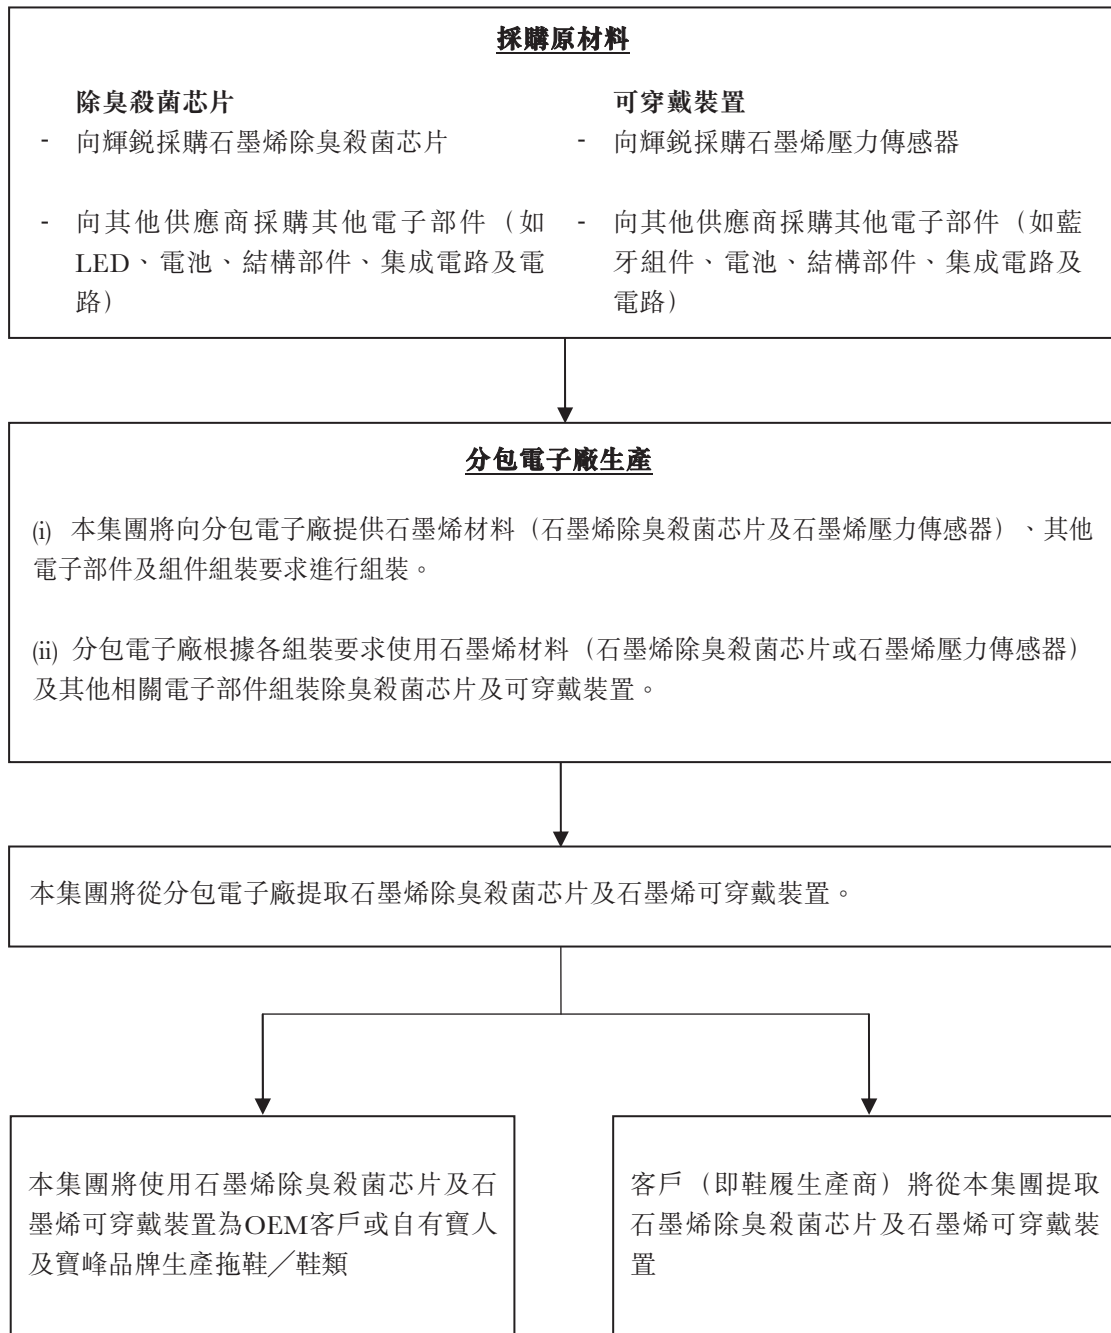 採購原材料
除臭殺菌芯片
- 向輝鋭採購石墨烯除臭殺菌芯片
- 向其他供應商採購其他電子部件（如
LED、電池、結構部件、集成電路及電
路）
可穿戴裝置
- 向輝鋭採購石墨烯壓力傳感器
- 向其他供應商採購其他電子部件（如藍
牙組件、電池、結構部件、集成電路及
電路）
分包電子廠生產
(i) 本集團將向分包電子廠提供石墨烯材料（石墨烯除臭殺菌芯片及石墨烯壓力傳感器）、其他
電子部件及組件組裝要求進行組裝。
(ii) 分包電子廠根據各組裝要求使用石墨烯材料（石墨烯除臭殺菌芯片或石墨烯壓力傳感器）
及其他相關電子部件組裝除臭殺菌芯片及可穿戴裝置。
本集團將從分包電子廠提取石墨烯除臭殺菌芯片及石墨烯可穿戴裝置。
本集團將使用石墨烯除臭殺菌芯片及石
墨烯可穿戴裝置為OEM客戶或自有寶人
及寶峰品牌生產拖鞋╱鞋類
客戶（即鞋履生產商）將從本集團提取
石墨烯除臭殺菌芯片及石墨烯可穿戴裝
置